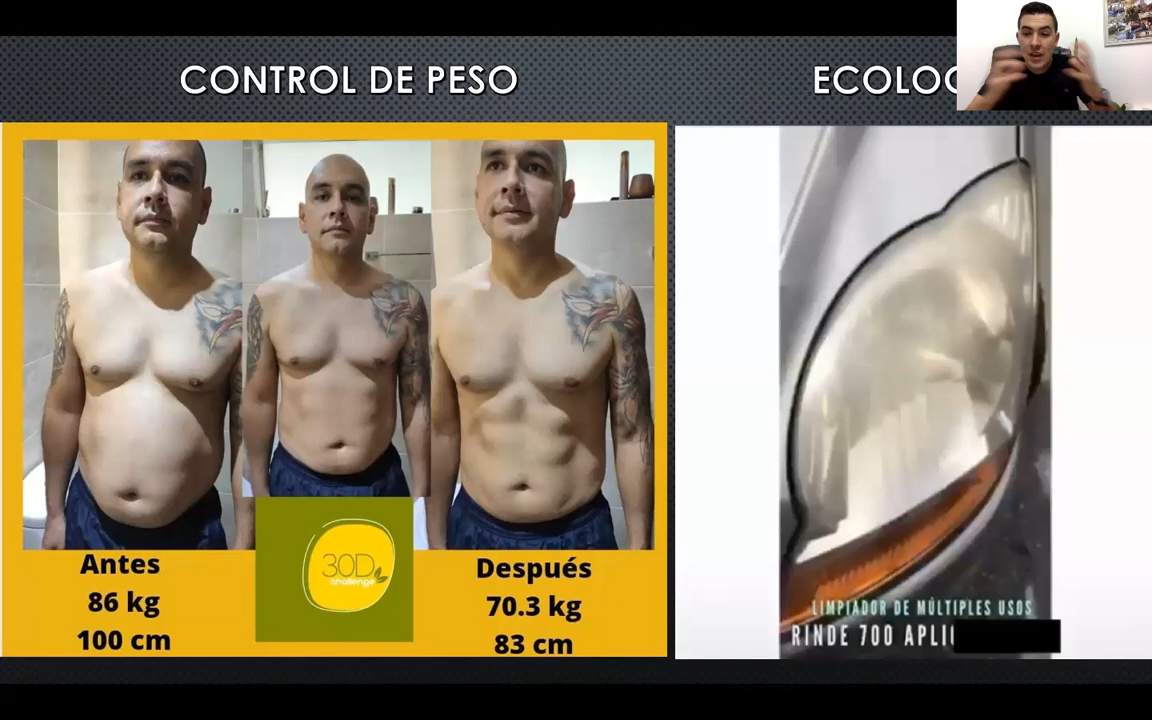 CONTROL DE PESO
ECOLOG
Antes
86 kg
100 cm
30D
challenge
Después
70.3 kg
83 cm
LIMPIADOR DE MÚLTIPLES USOS
RINDE 700 APLI